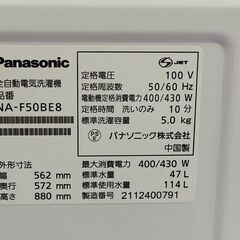 Panasonic
全自動電気洗濯機
品番
NA-F50BE8
外形寸法
幅 562 mm
奥行 572 mm
高さ 880 mm
JET
定格電圧 100 V
定格周波数 50/60 Hz
電動機定格消費電力 400/430 W
定格時間 洗いのみ 10分
標準洗濯容量 5.0 kg
PS
E
パナソニック株式会社
中国製
最大消費電力 400/430 W
標準水量 47 L
標準使用水量 114 L
製造番号 2112400791